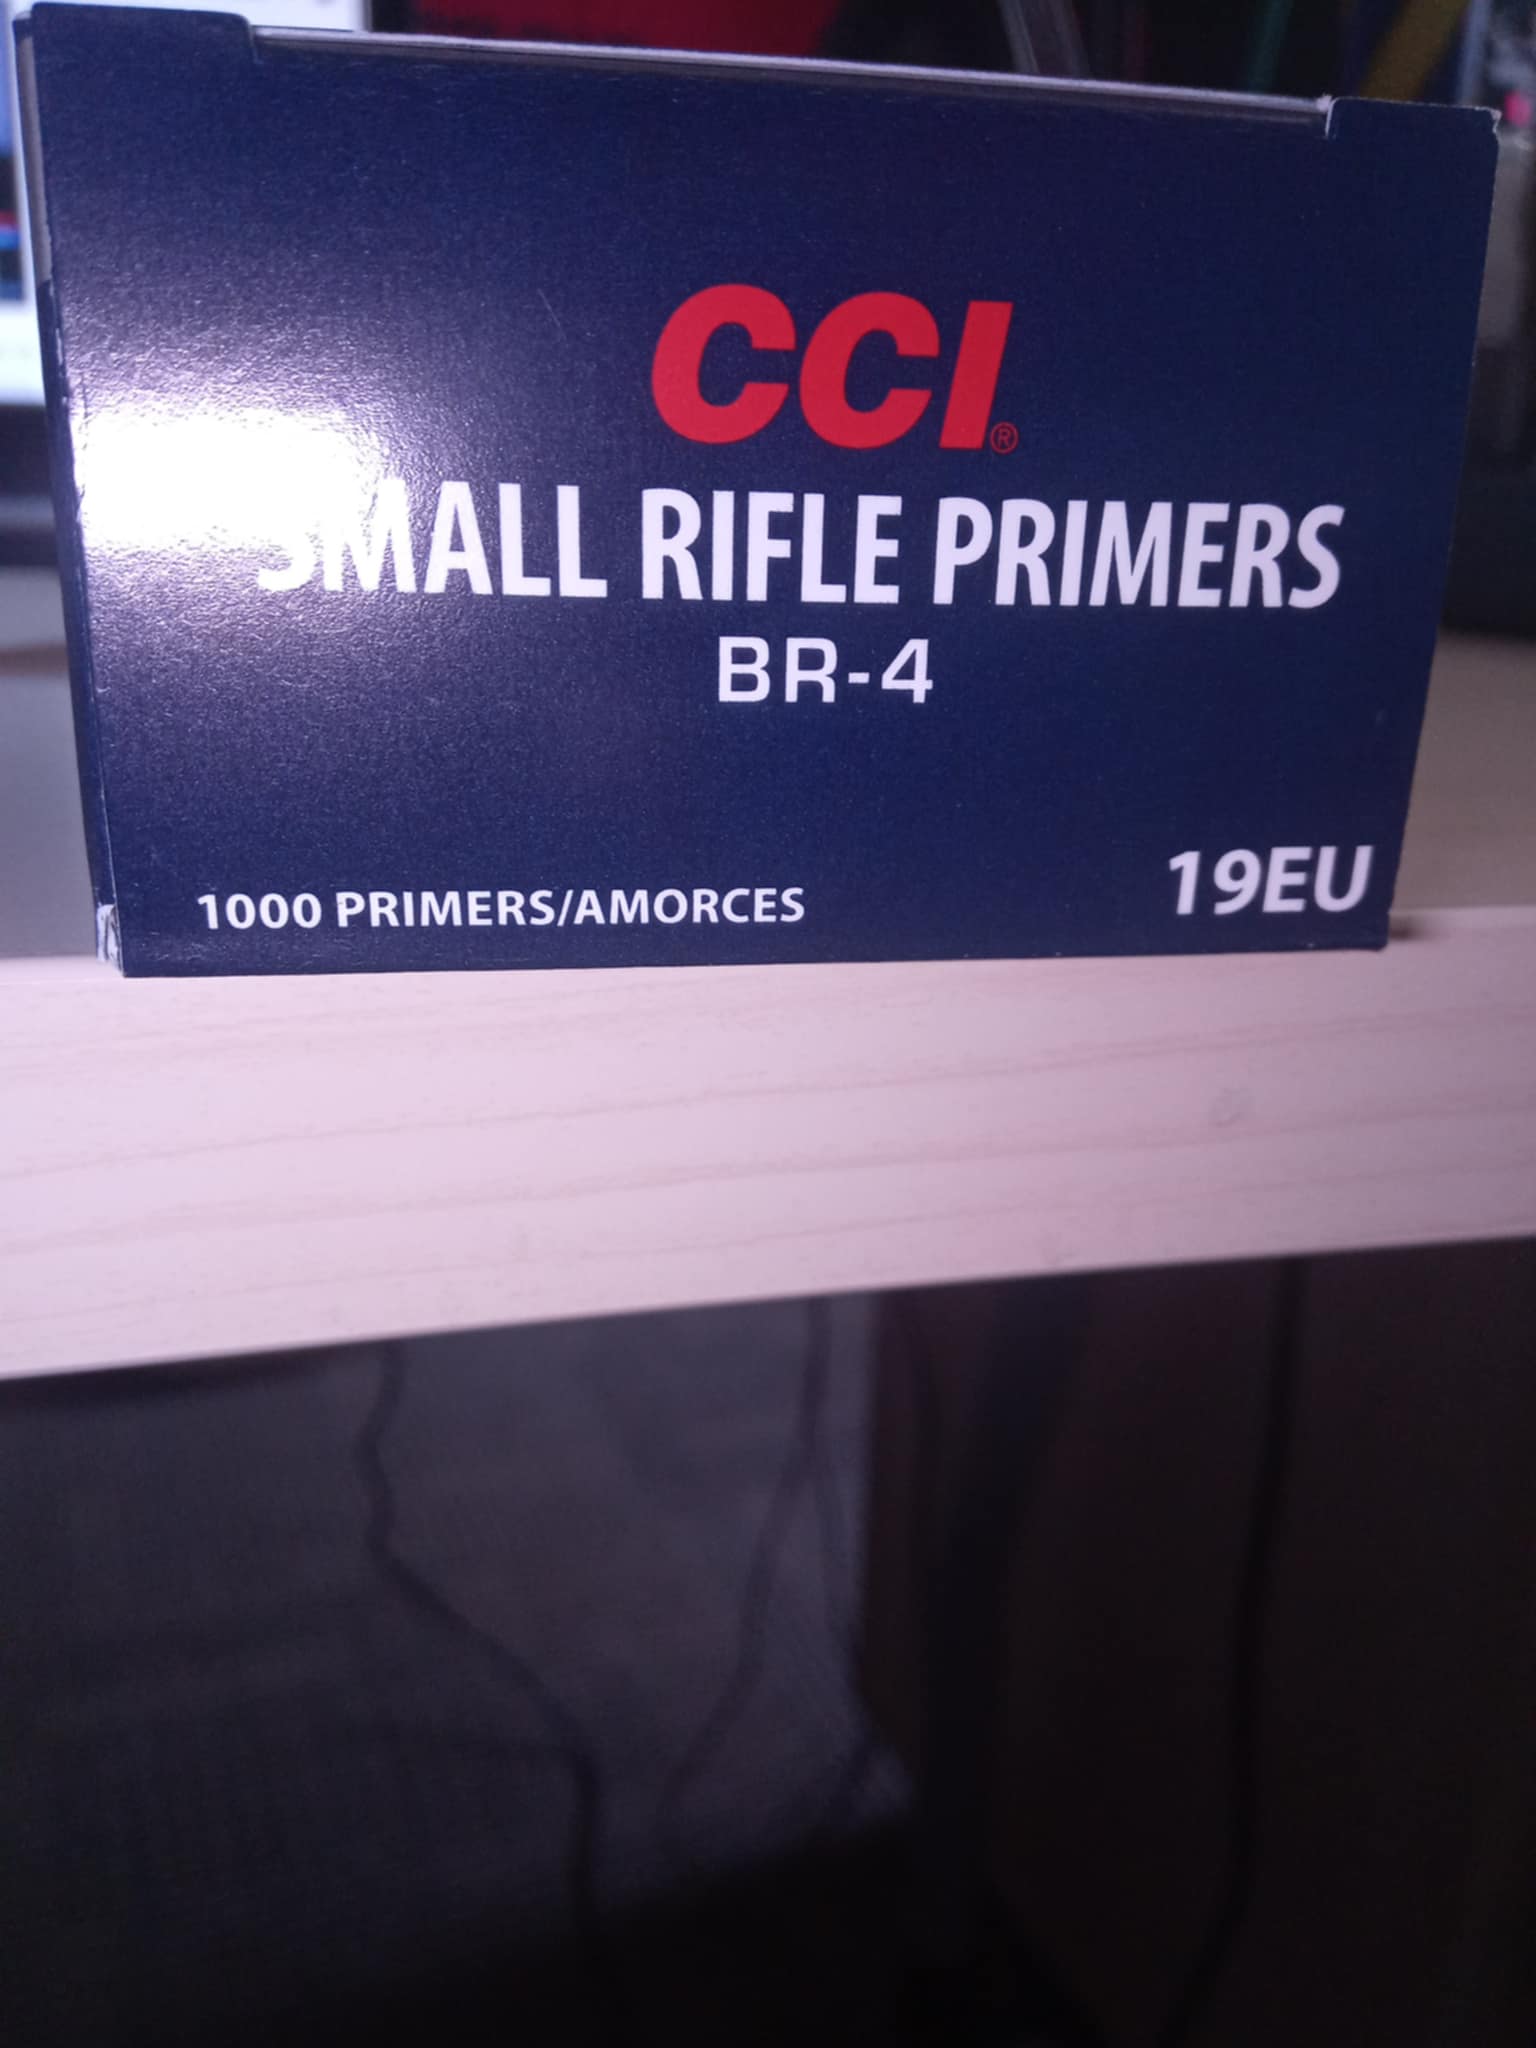 CCI®
SMALL RIFLE PRIMERS
BR-4
1000 PRIMERS/AMORCES
19EU